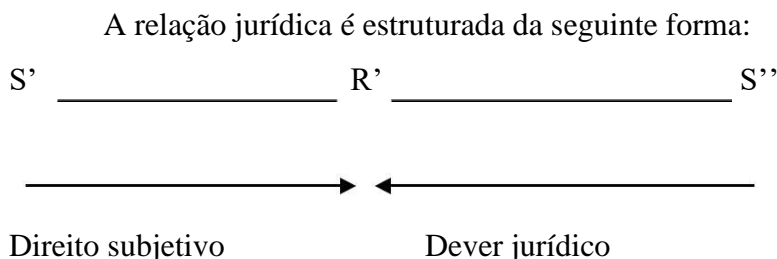 A relação jurídica é estruturada da seguinte forma:
S’ R’ S’’
Direito subjetivo Dever jurídico